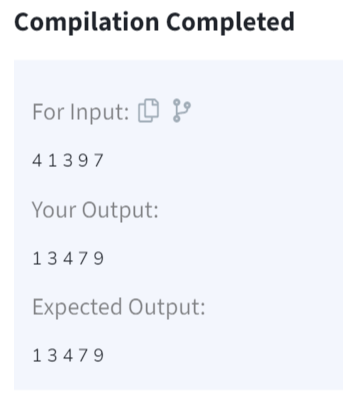 Compilation Completed
For Input:
4 1 3 9 7
Your Output:
1 3 4 7 9
Expected Output:
1 3 4 7 9